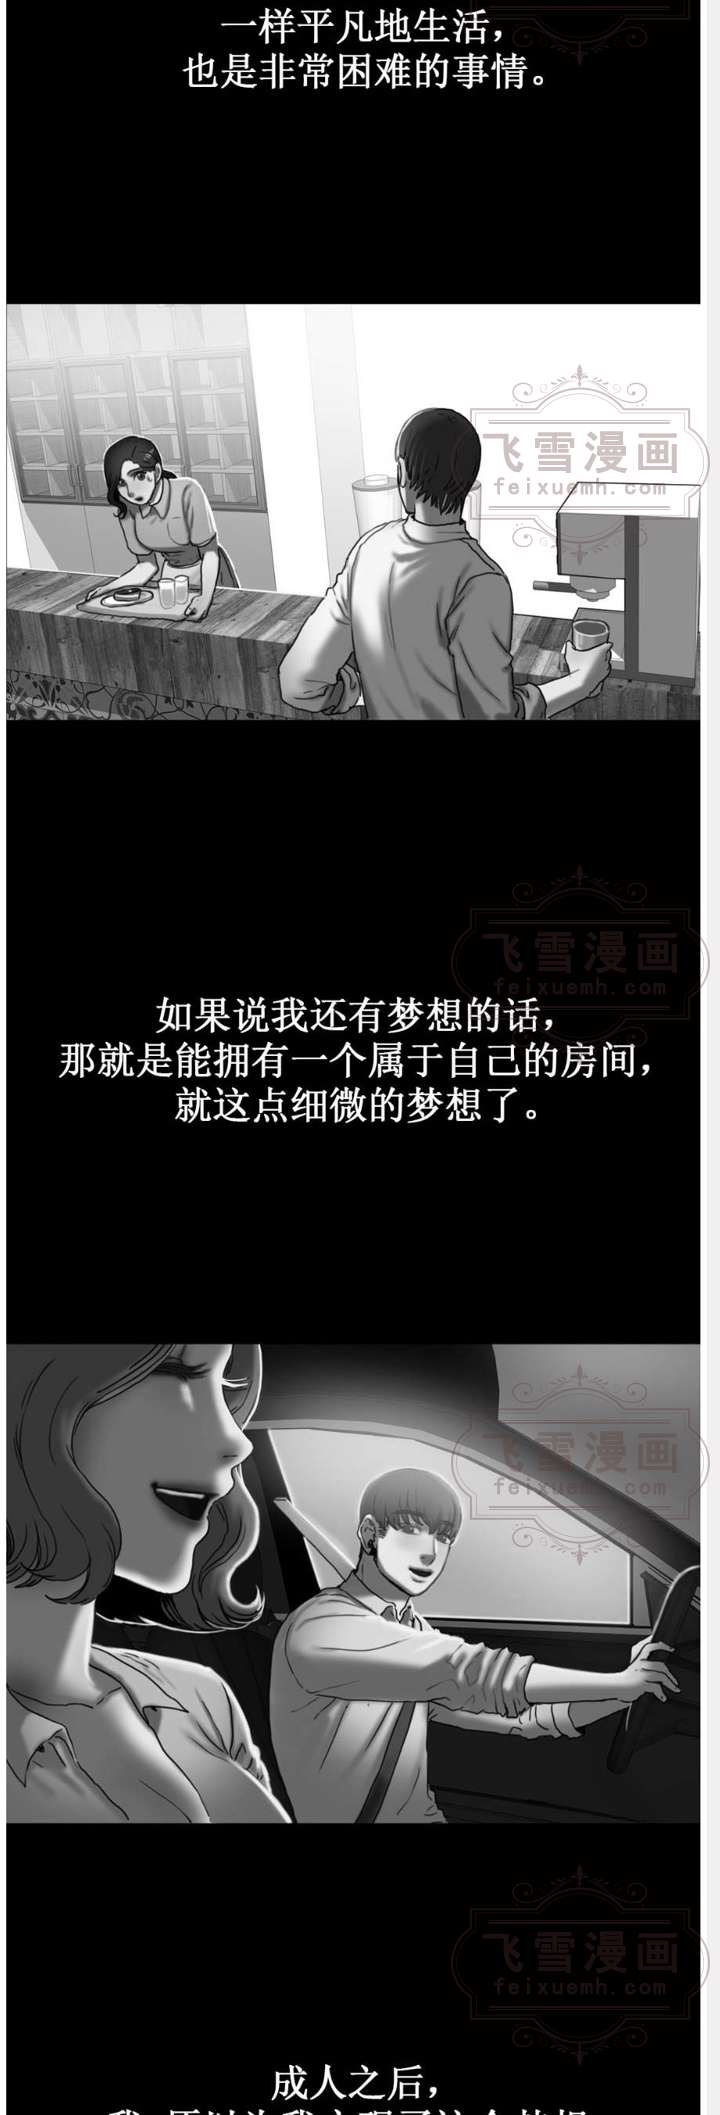 一样平凡地生活，
也是非常困难的事情。
飞雪漫画
feixuemh.com
飞雪漫画
feixuemh.com
如果说我还有梦想的话，
那就是能拥有一个属于自己的房间，
就这点细微的梦想了。
飞雪漫画
feixuemh.com
飞雪漫画
feixuemh.com
成人之后，